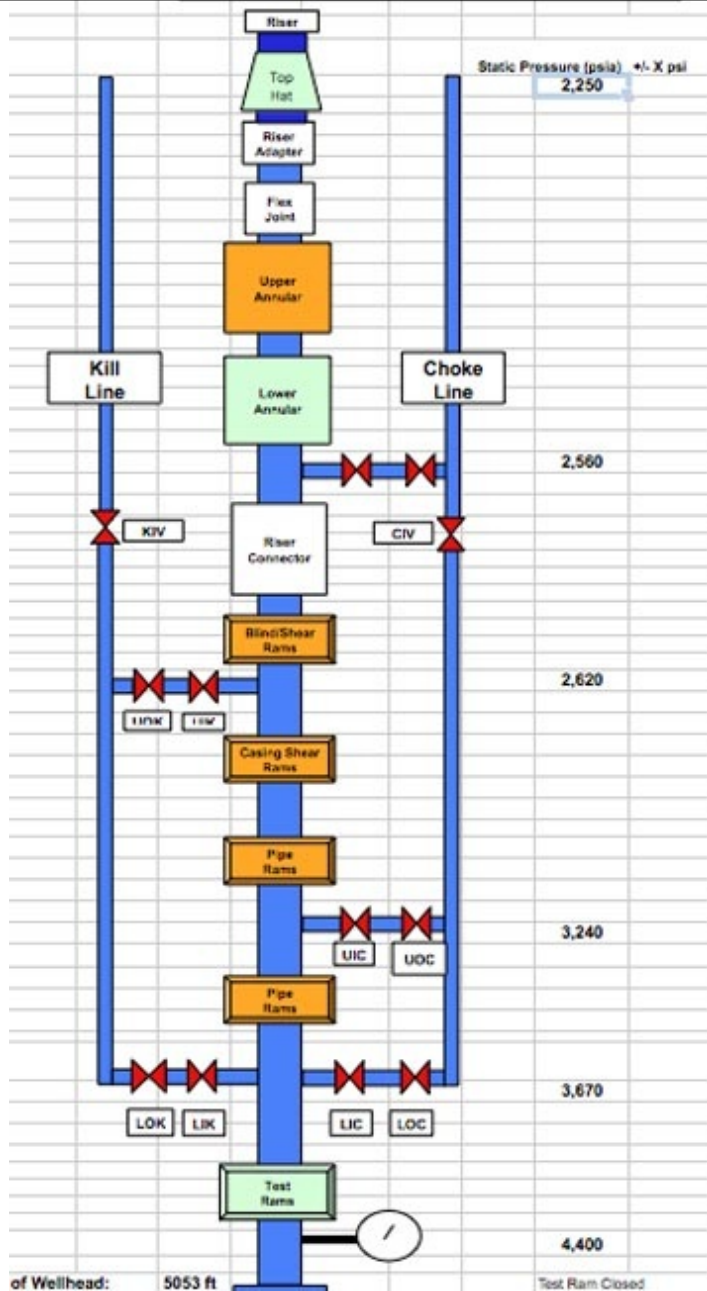 Riser
Static Pressure (psia) +/- X psi
2,250
Top
Hat
Riser
Adapter
Flex
Joint
Upper
Annular
Kill
Line
Choke
Line
Lower
Annular
2,560
KIV
CIV
Riser
Connector
Blind/Shear
Rams
2,620
UOK
UIK
Casing Shear
Rams
Pipe
Rams
3,240
UIC
UOC
Pipe
Rams
3,670
LOK
LIK
LIC
LOC
Test
Rams
4,400
of Wellhead: 5053 ft
Test Ram Closed